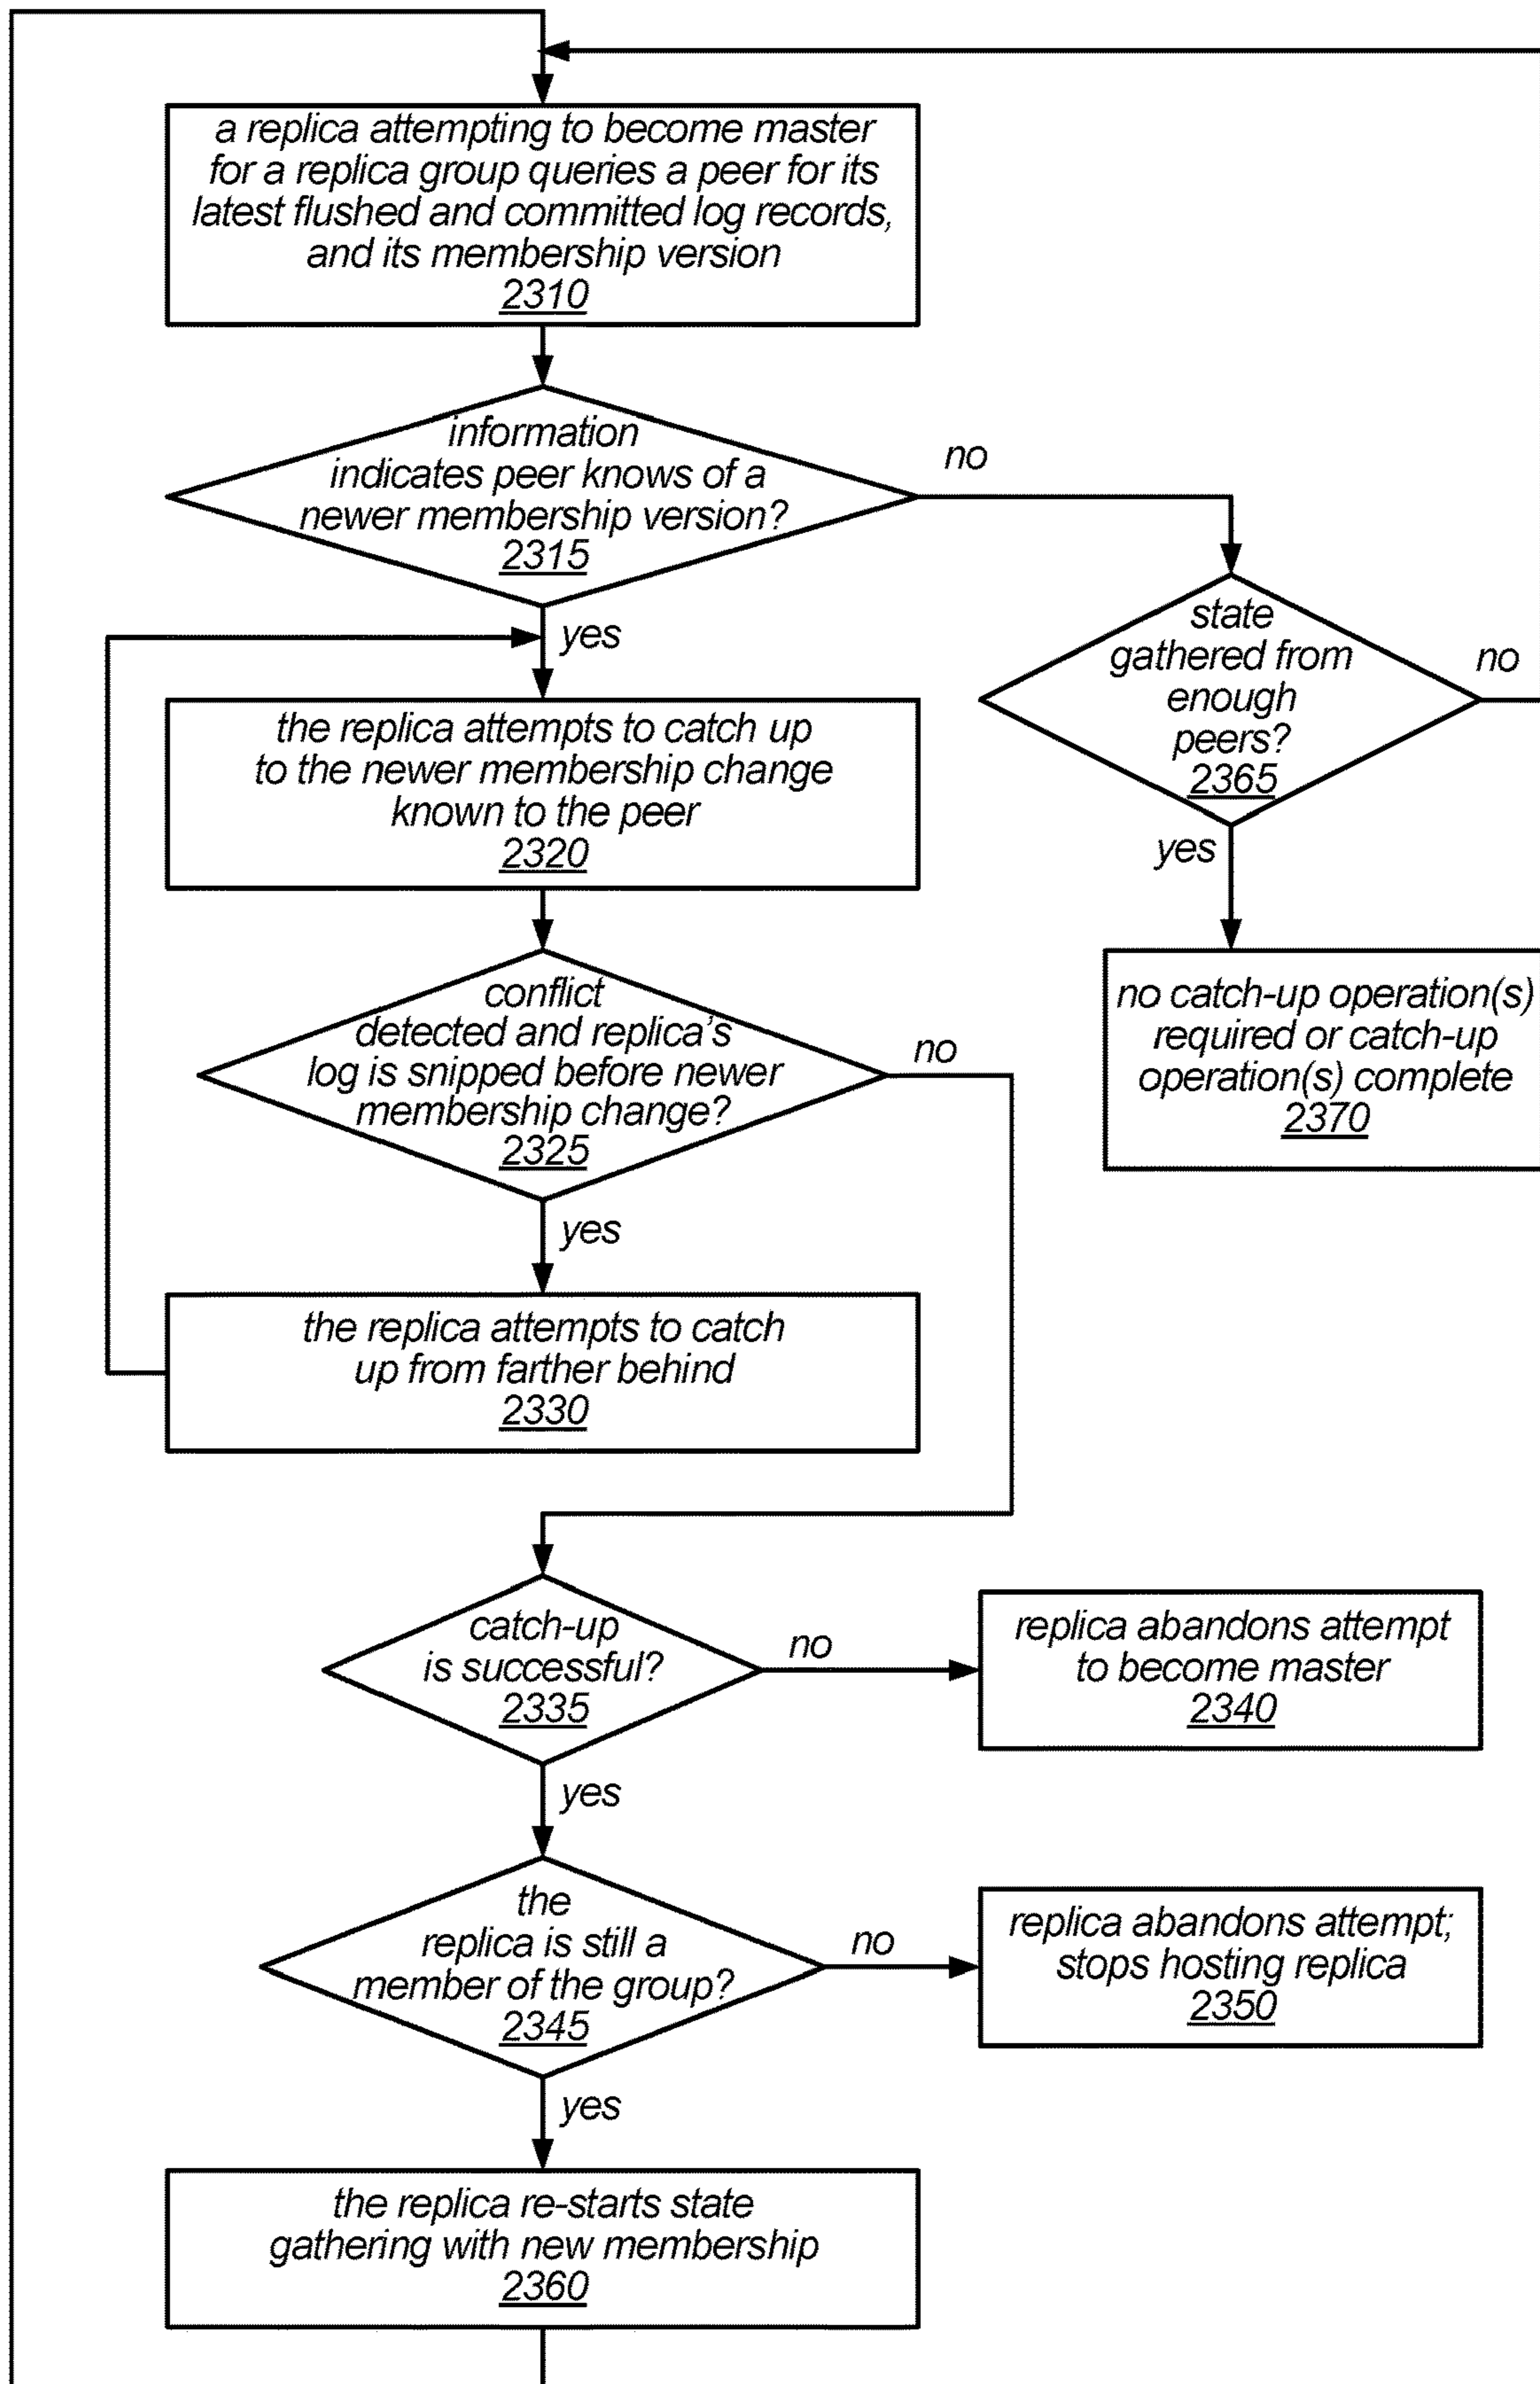 a replica attempting to become master
for a replica group queries a peer for its
latest flushed and committed log records,
and its membership version
2310
information
indicates peer knows of a
newer membership version?
2315
no
yes
state
gathered from
enough
peers?
2365
no
yes
the replica attempts to catch up
to the newer membership change
known to the peer
2320
no catch-up operation(s)
required or catch-up
operation(s) complete
2370
conflict
detected and replica's
log is snipped before newer
membership change?
2325
no
yes
the replica attempts to catch
up from farther behind
2330
catch-up
is successful?
2335
no
replica abandons attempt
to become master
2340
yes
the
replica is still a
member of the group?
2345
no
replica abandons attempt;
stops hosting replica
2350
yes
the replica re-starts state
gathering with new membership
2360